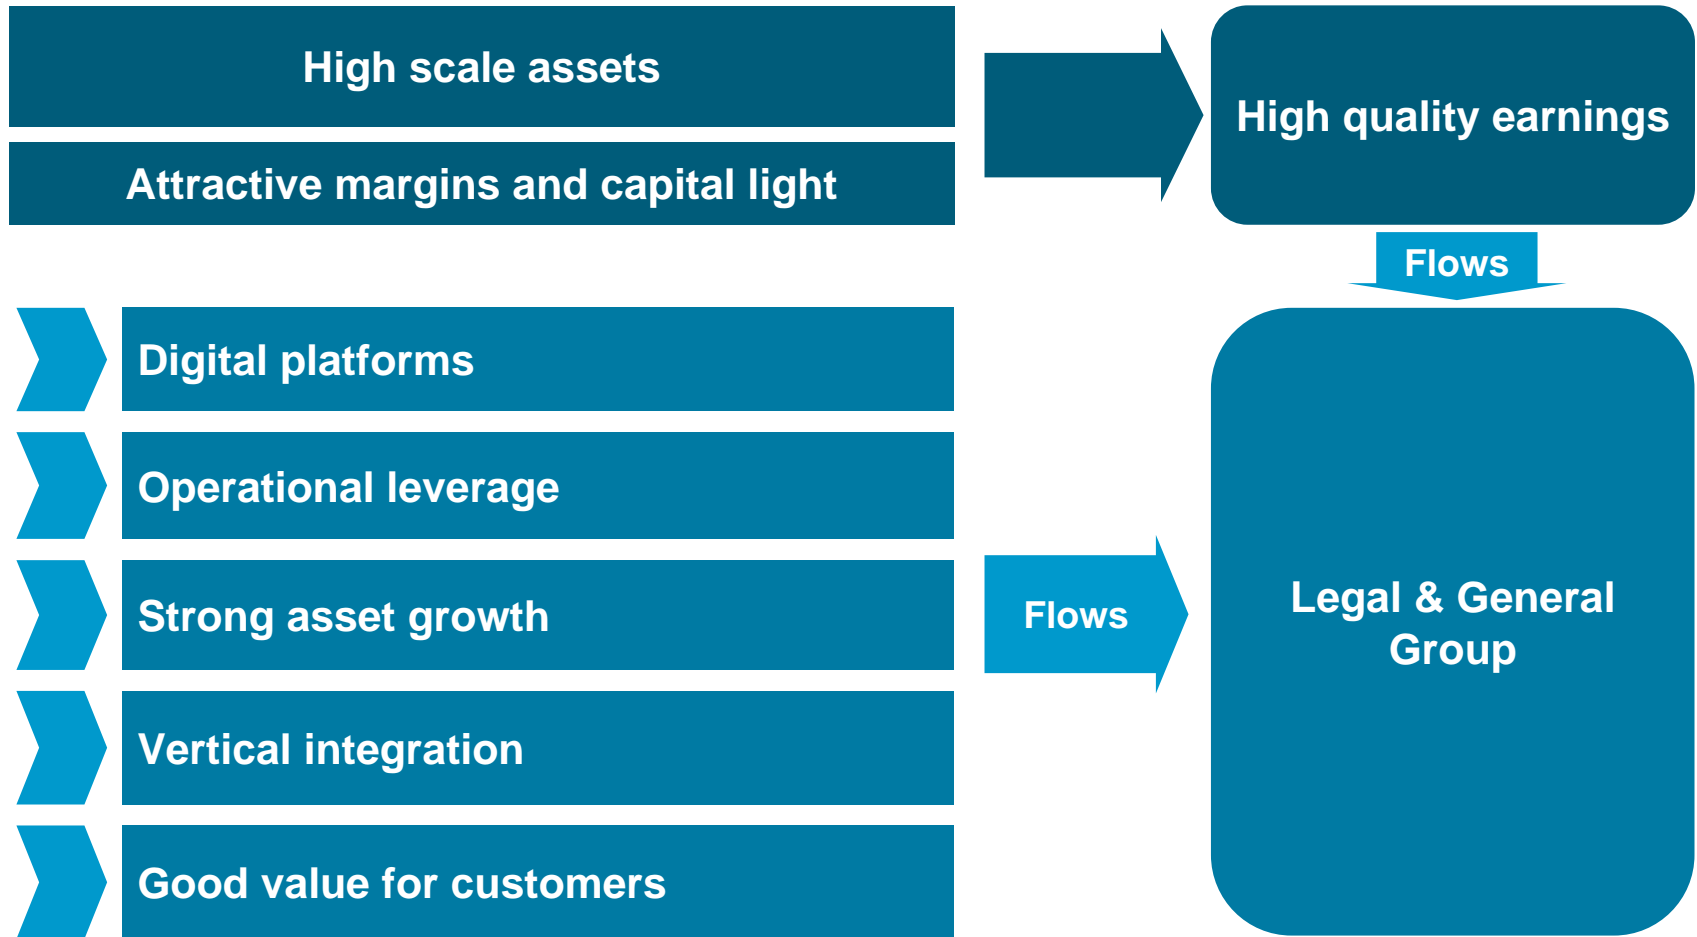 High scale assets
Attractive margins and capital light
High quality earnings
Flows
Digital platforms
Operational leverage
Strong asset growth
Vertical integration
Good value for customers
Flows
Legal & General
Group